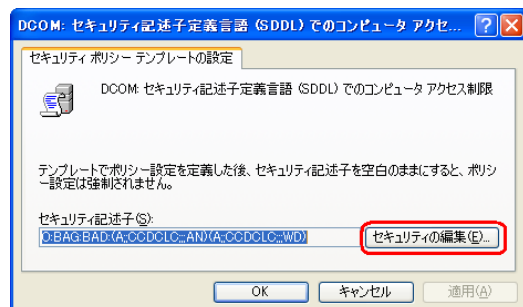 DCOM: セキュリティ記述子定義言語 (SDDL) でのコンピュータ アクセ...
セキュリティ ポリシー テンプレートの設定
DCOM: セキュリティ記述子定義言語 (SDDL) でのコンピュータ アクセス制限
テンプレートでポリシー設定を定義した後、セキュリティ記述子を空白のままにすると、ポリシ
ー設定は強制されません。
セキュリティ記述子(S):
O:BAG:BAD:(A;;CCDCLC;;;AN)(A;;CCDCLC;;;WD)
セキュリティの編集(E)...
OK キャンセル 適用(A)